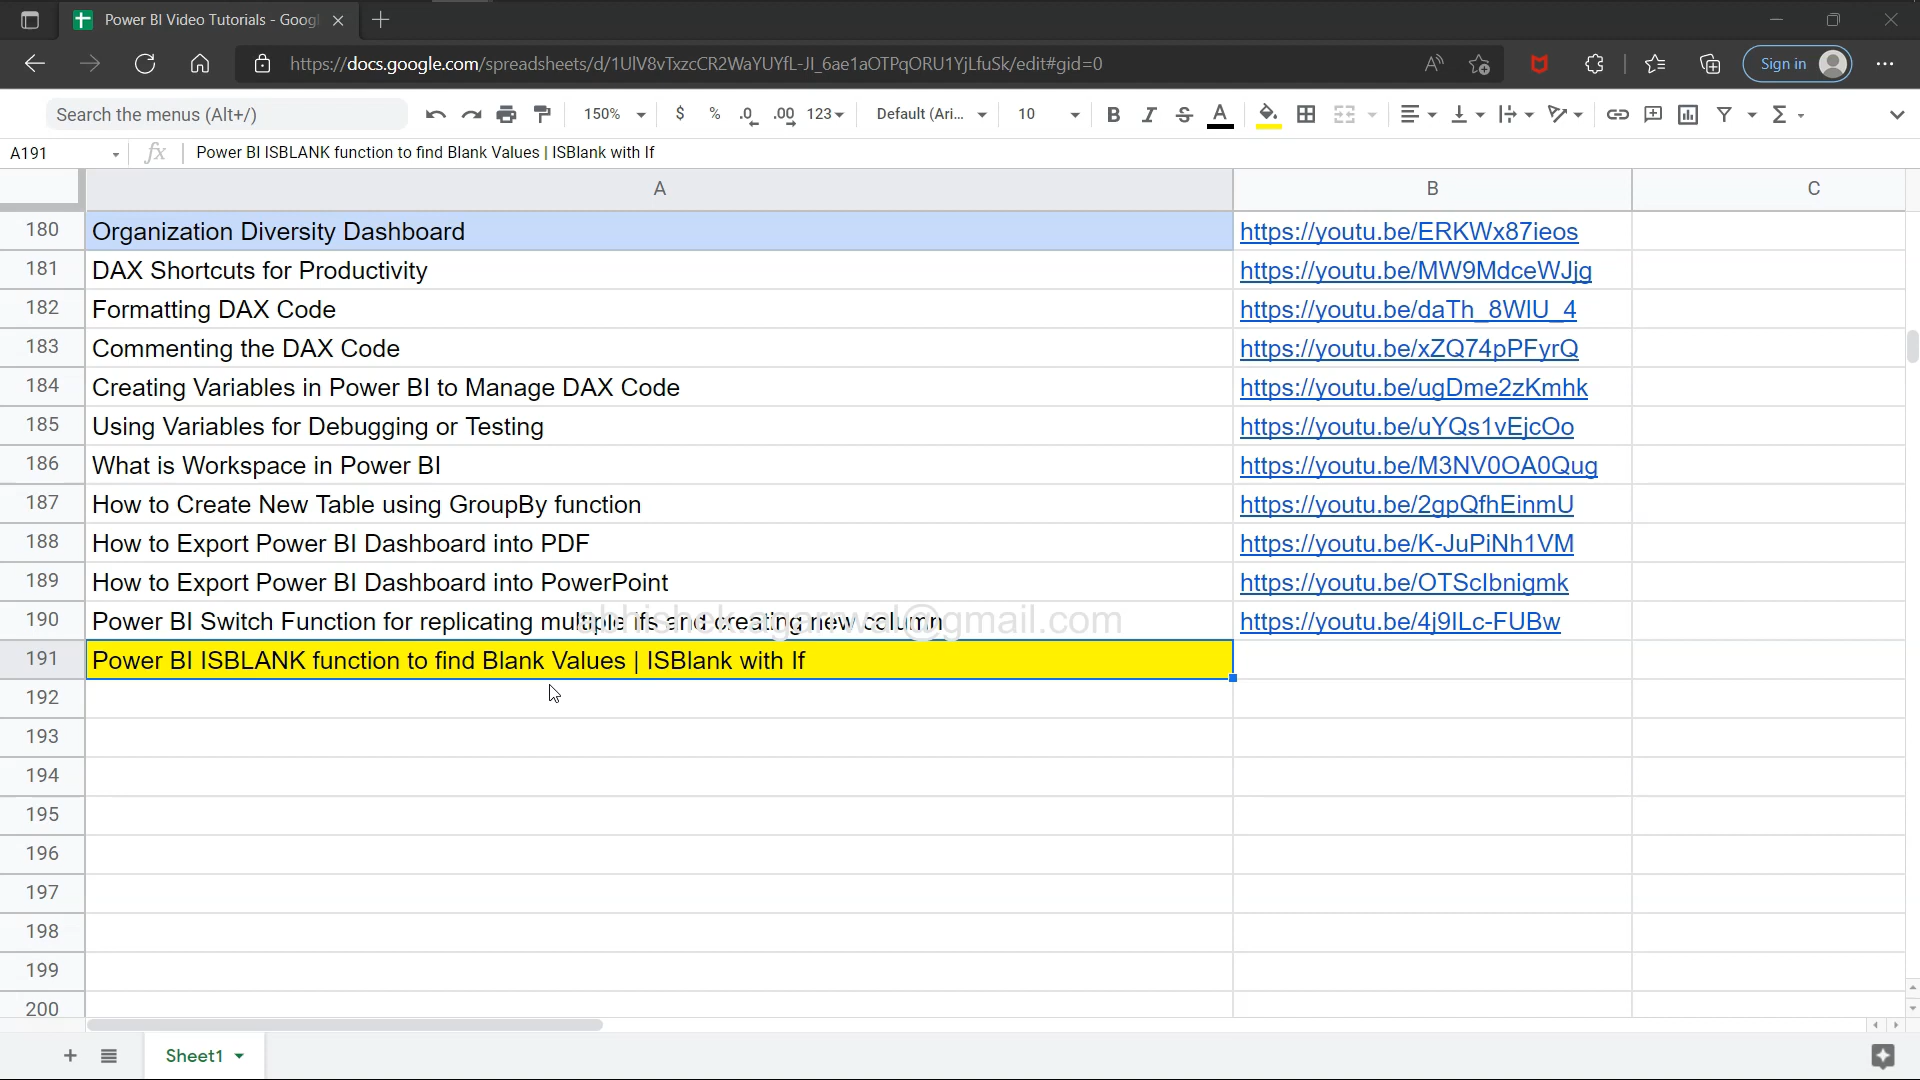 Power BI Video Tutorials - Goog
https://docs.google.com/spreadsheets/d/1UlV8vTxzcCR2WaYUYfL-JI_6ae1aOTPqORU1YjLfuSk/edit#gid=0
Sign in
Search the menus (Alt+/)
150%
$
%
.0
.00
123
Default (Ari...
10
B
I
S
A
A191
fx
Power BI ISBLANK function to find Blank Values | ISBlank with If
A
B
C
180 Organization Diversity Dashboard https://youtu.be/ERKWx87ieos
181 DAX Shortcuts for Productivity https://youtu.be/MW9MdceWJjg
182 Formatting DAX Code https://youtu.be/daTh_8WlU_4
183 Commenting the DAX Code https://youtu.be/xZQ74pPFyrQ
184 Creating Variables in Power BI to Manage DAX Code https://youtu.be/ugDme2zKmhk
185 Using Variables for Debugging or Testing https://youtu.be/uYQs1vEjcOo
186 What is Workspace in Power BI https://youtu.be/M3NV0OA0Qug
187 How to Create New Table using GroupBy function https://youtu.be/2gpQfhEinmU
188 How to Export Power BI Dashboard into PDF https://youtu.be/K-JuPiNh1VM
189 How to Export Power BI Dashboard into PowerPoint https://youtu.be/OTSclbnigmk
190 Power BI Switch Function for replicating multiple ifs and creating new column https://youtu.be/4j9ILc-FUBw
abhishek.agarrwal@gmail.com
191 Power BI ISBLANK function to find Blank Values | ISBlank with If
192
193
194
195
196
197
198
199
200
Sheet1